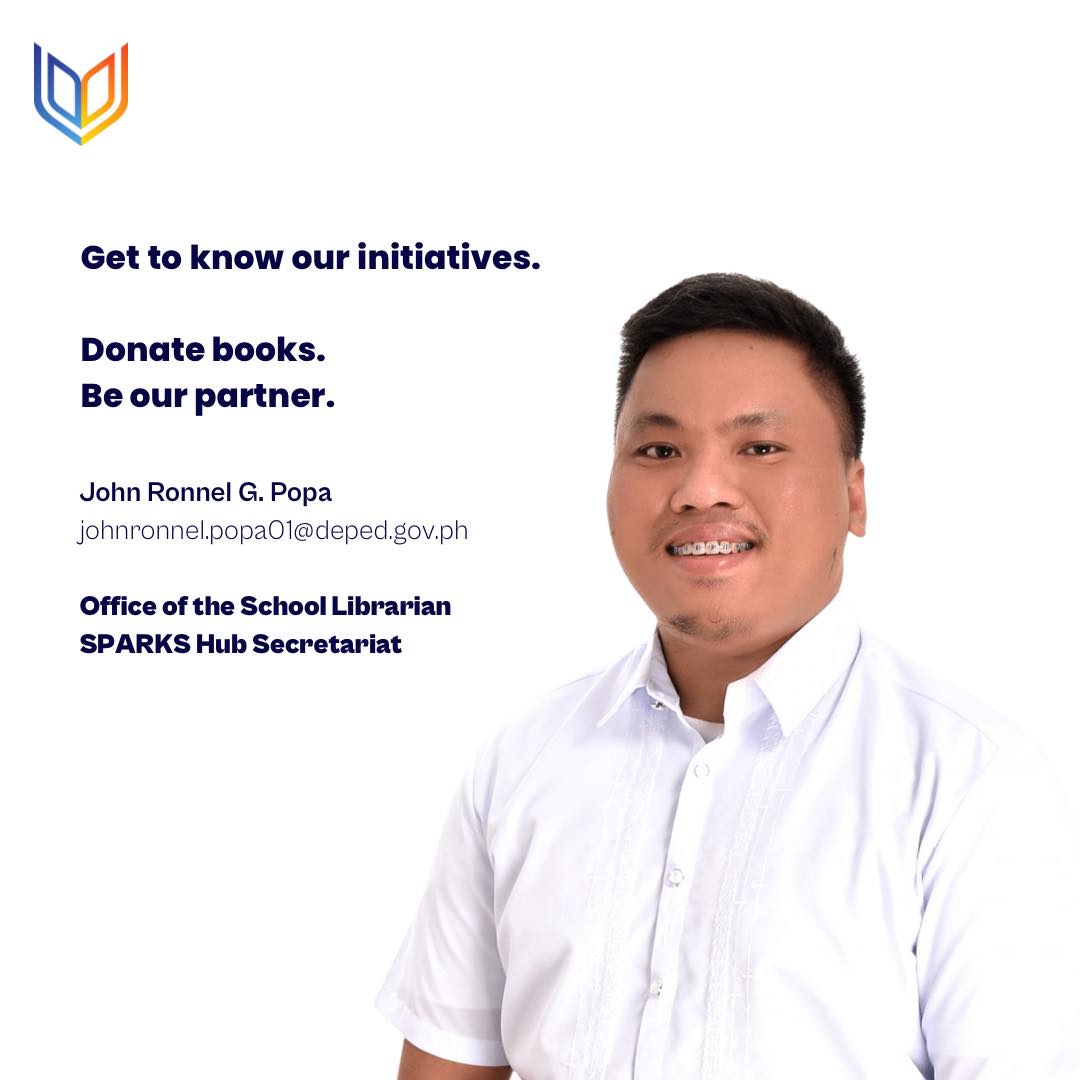 Get to know our initiatives.
Donate books.
Be our partner.
John Ronnel G. Popa
johnronnel.popa01@deped.gov.ph
Office of the School Librarian
SPARKS Hub Secretariat